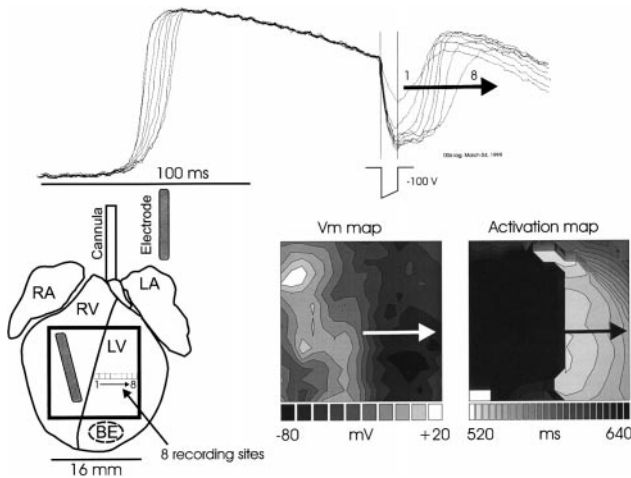 1
8
100 ms
-100 V
Cannula
Electrode
Vm map
Activation map
RA
LA
RV
LV
1
8
BE
8 recording sites
16 mm
-80
mV
+20
520
ms
640